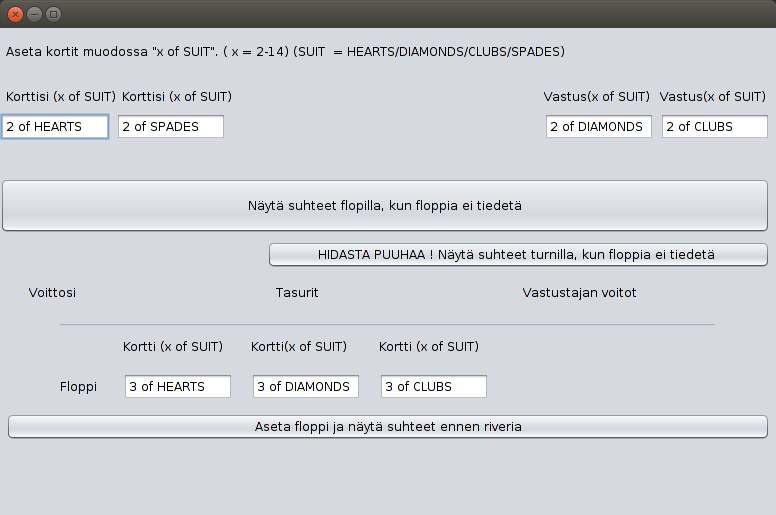 Aseta kortit muodossa "x of SUIT". ( x = 2-14) (SUIT = HEARTS/DIAMONDS/CLUBS/SPADES)
Korttisi (x of SUIT) Korttisi (x of SUIT) Vastus(x of SUIT) Vastus(x of SUIT)
2 of HEARTS 2 of SPADES 2 of DIAMONDS 2 of CLUBS
Näytä suhteet flopilla, kun floppia ei tiedetä
HIDASTA PUUHAA ! Näytä suhteet turnilla, kun floppia ei tiedetä
Voittosi Tasurit Vastustajan voitot
Kortti (x of SUIT) Kortti(x of SUIT) Kortti (x of SUIT)
Floppi 3 of HEARTS 3 of DIAMONDS 3 of CLUBS
Aseta floppi ja näytä suhteet ennen riveria